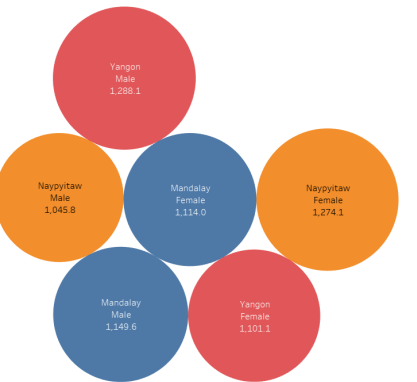 Yangon
Male
1,288.1
Naypyitaw
Male
1,045.8
Mandalay
Female
1,114.0
Naypyitaw
Female
1,274.1
Mandalay
Male
1,149.6
Yangon
Female
1,101.1